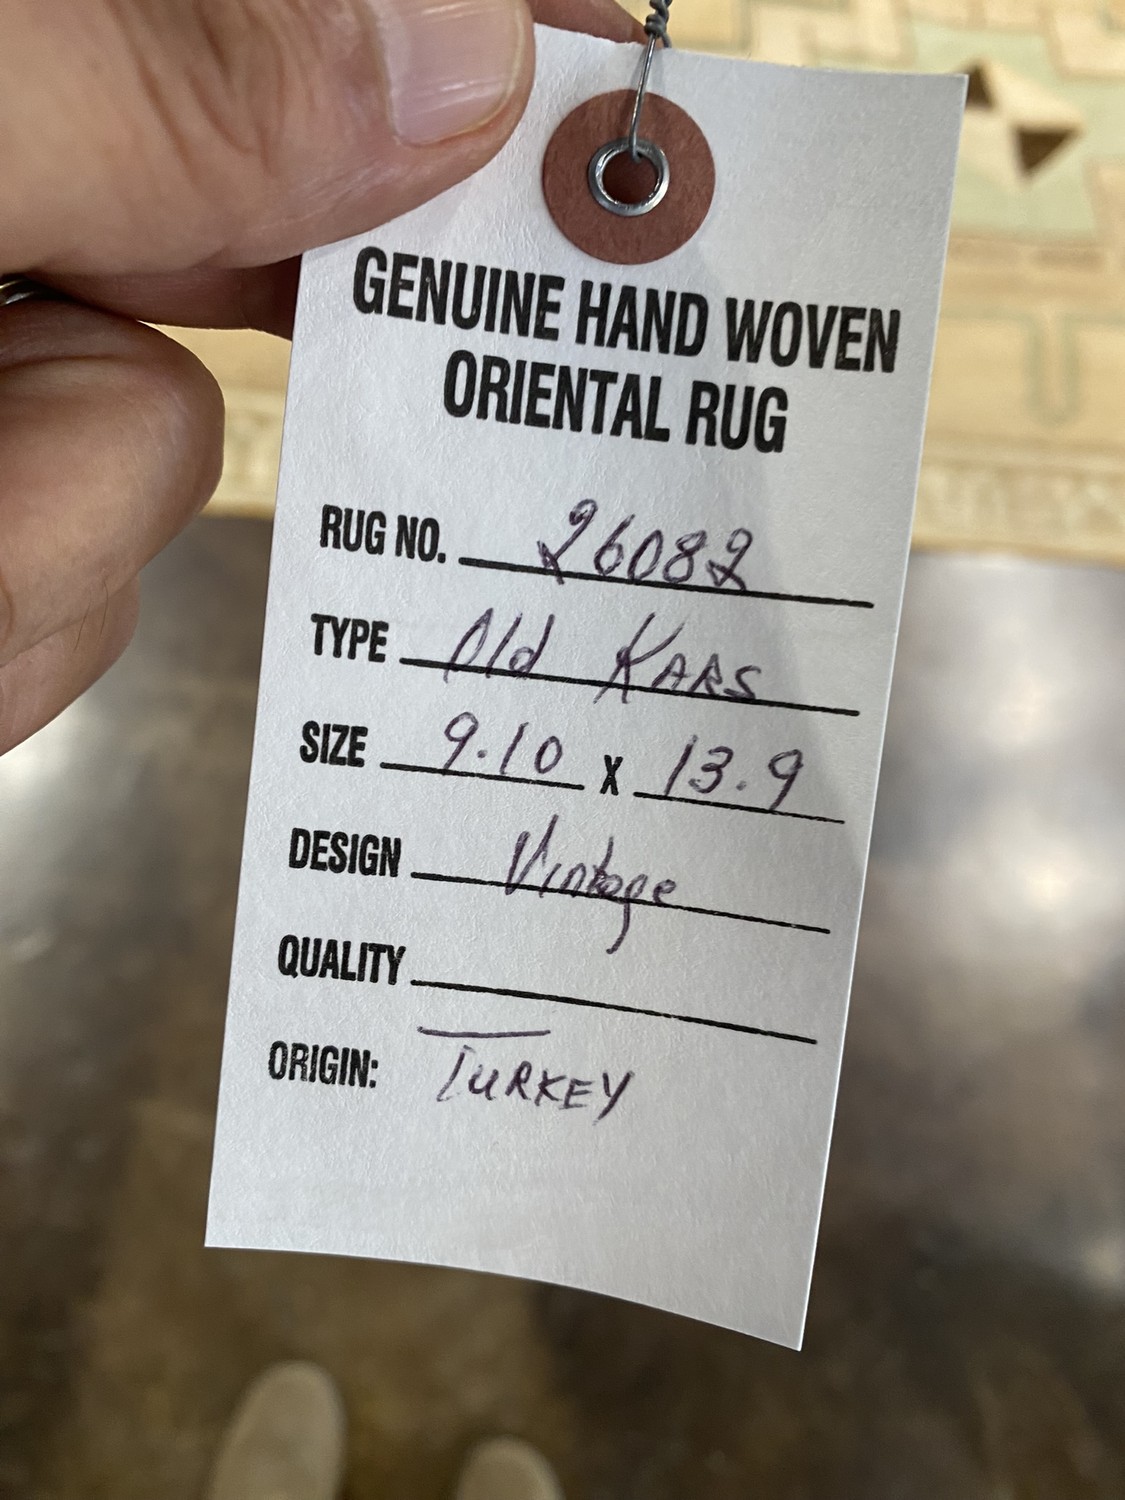 GENUINE HAND WOVEN
ORIENTAL RUG
RUG NO. 26082
TYPE Old KARS
SIZE 9.10 X 13.9
DESIGN Vintage
QUALITY
ORIGIN: TURKEY